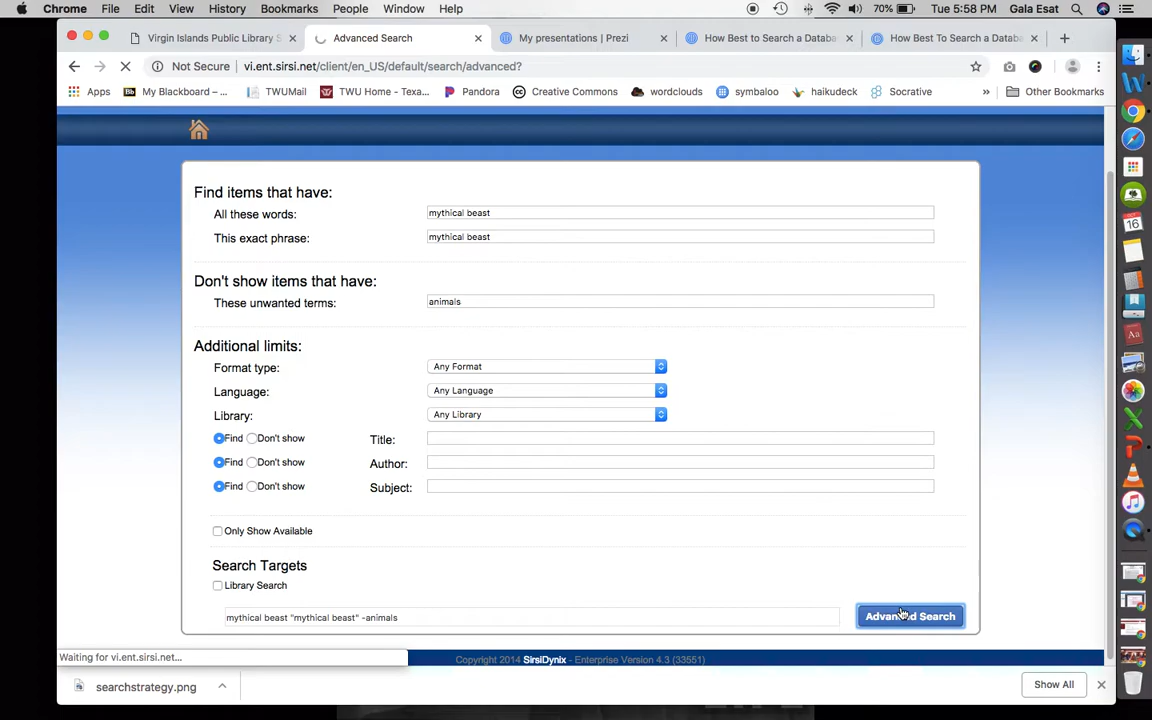 Chrome File Edit View History Bookmarks People Window Help 70% Tue 5:58 PM Gala Esat
Virgin Islands Public Library S Advanced Search My presentations | Prezi How Best to Search a Databa How Best To Search a Databa
Not Secure vi.ent.sirsi.net/client/en_US/default/search/advanced?
Apps My Blackboard – ... TWUMail TWU Home - Texa... Pandora Creative Commons wordclouds symbaloo haikudeck Socrative » Other Bookmarks
Find items that have:
All these words: mythical beast
This exact phrase: mythical beast
Don't show items that have:
These unwanted terms: animals
Additional limits:
Format type: Any Format
Language: Any Language
Library: Any Library
Find Don't show Title:
Find Don't show Author:
Find Don't show Subject:
Only Show Available
Search Targets
Library Search
mythical beast "mythical beast" -animals Advanced Search
Waiting for vi.ent.sirsi.net...
Copyright 2014 SirsiDynix - Enterprise Version 4.3 (33551)
searchstrategy.png Show All